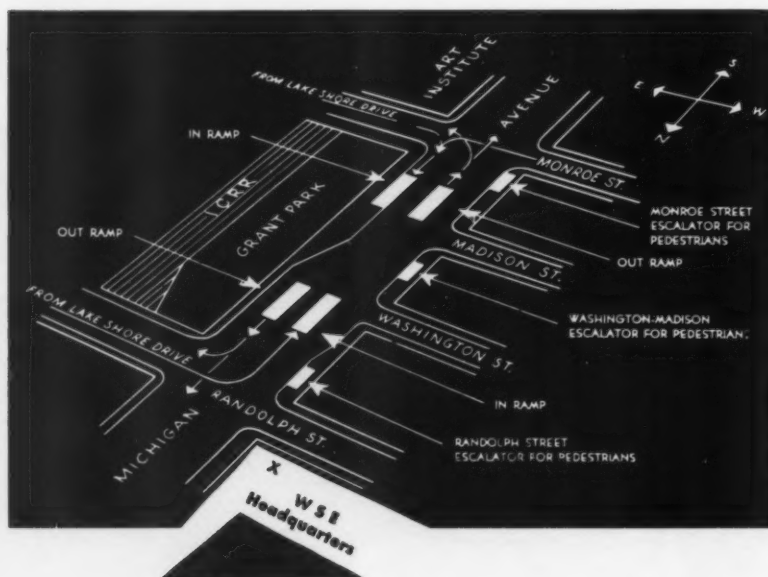 ART
INSTITUTE
AVENUE
FROM LAKE SHORE DRIVE
S
E
W
N
IN RAMP
MONROE ST.
I.C.R.R.
GRANT PARK
MONROE STREET
ESCALATOR FOR
PEDESTRIANS
OUT RAMP
MADISON ST.
OUT RAMP
WASHINGTON-MADISON
ESCALATOR FOR PEDESTRIANS
FROM LAKE SHORE DRIVE
WASHINGTON ST.
IN RAMP
MICHIGAN
RANDOLPH ST.
RANDOLPH STREET
ESCALATOR FOR PEDESTRIANS
X
WSE
Headquarters